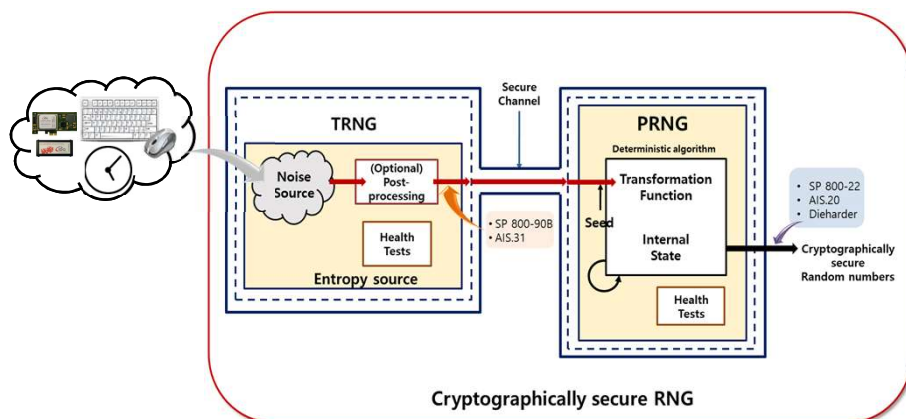 Secure
Channel
TRNG
PRNG
Deterministic algorithm
Noise
Source
(Optional)
Post-
processing
Transformation
Function
Seed
Internal
State
Health
Tests
Entropy source
• SP 800-90B
• AIS.31
• SP 800-22
• AIS.20
• Dieharder
Cryptographically
secure
Random numbers
Health
Tests
Cryptographically secure RNG